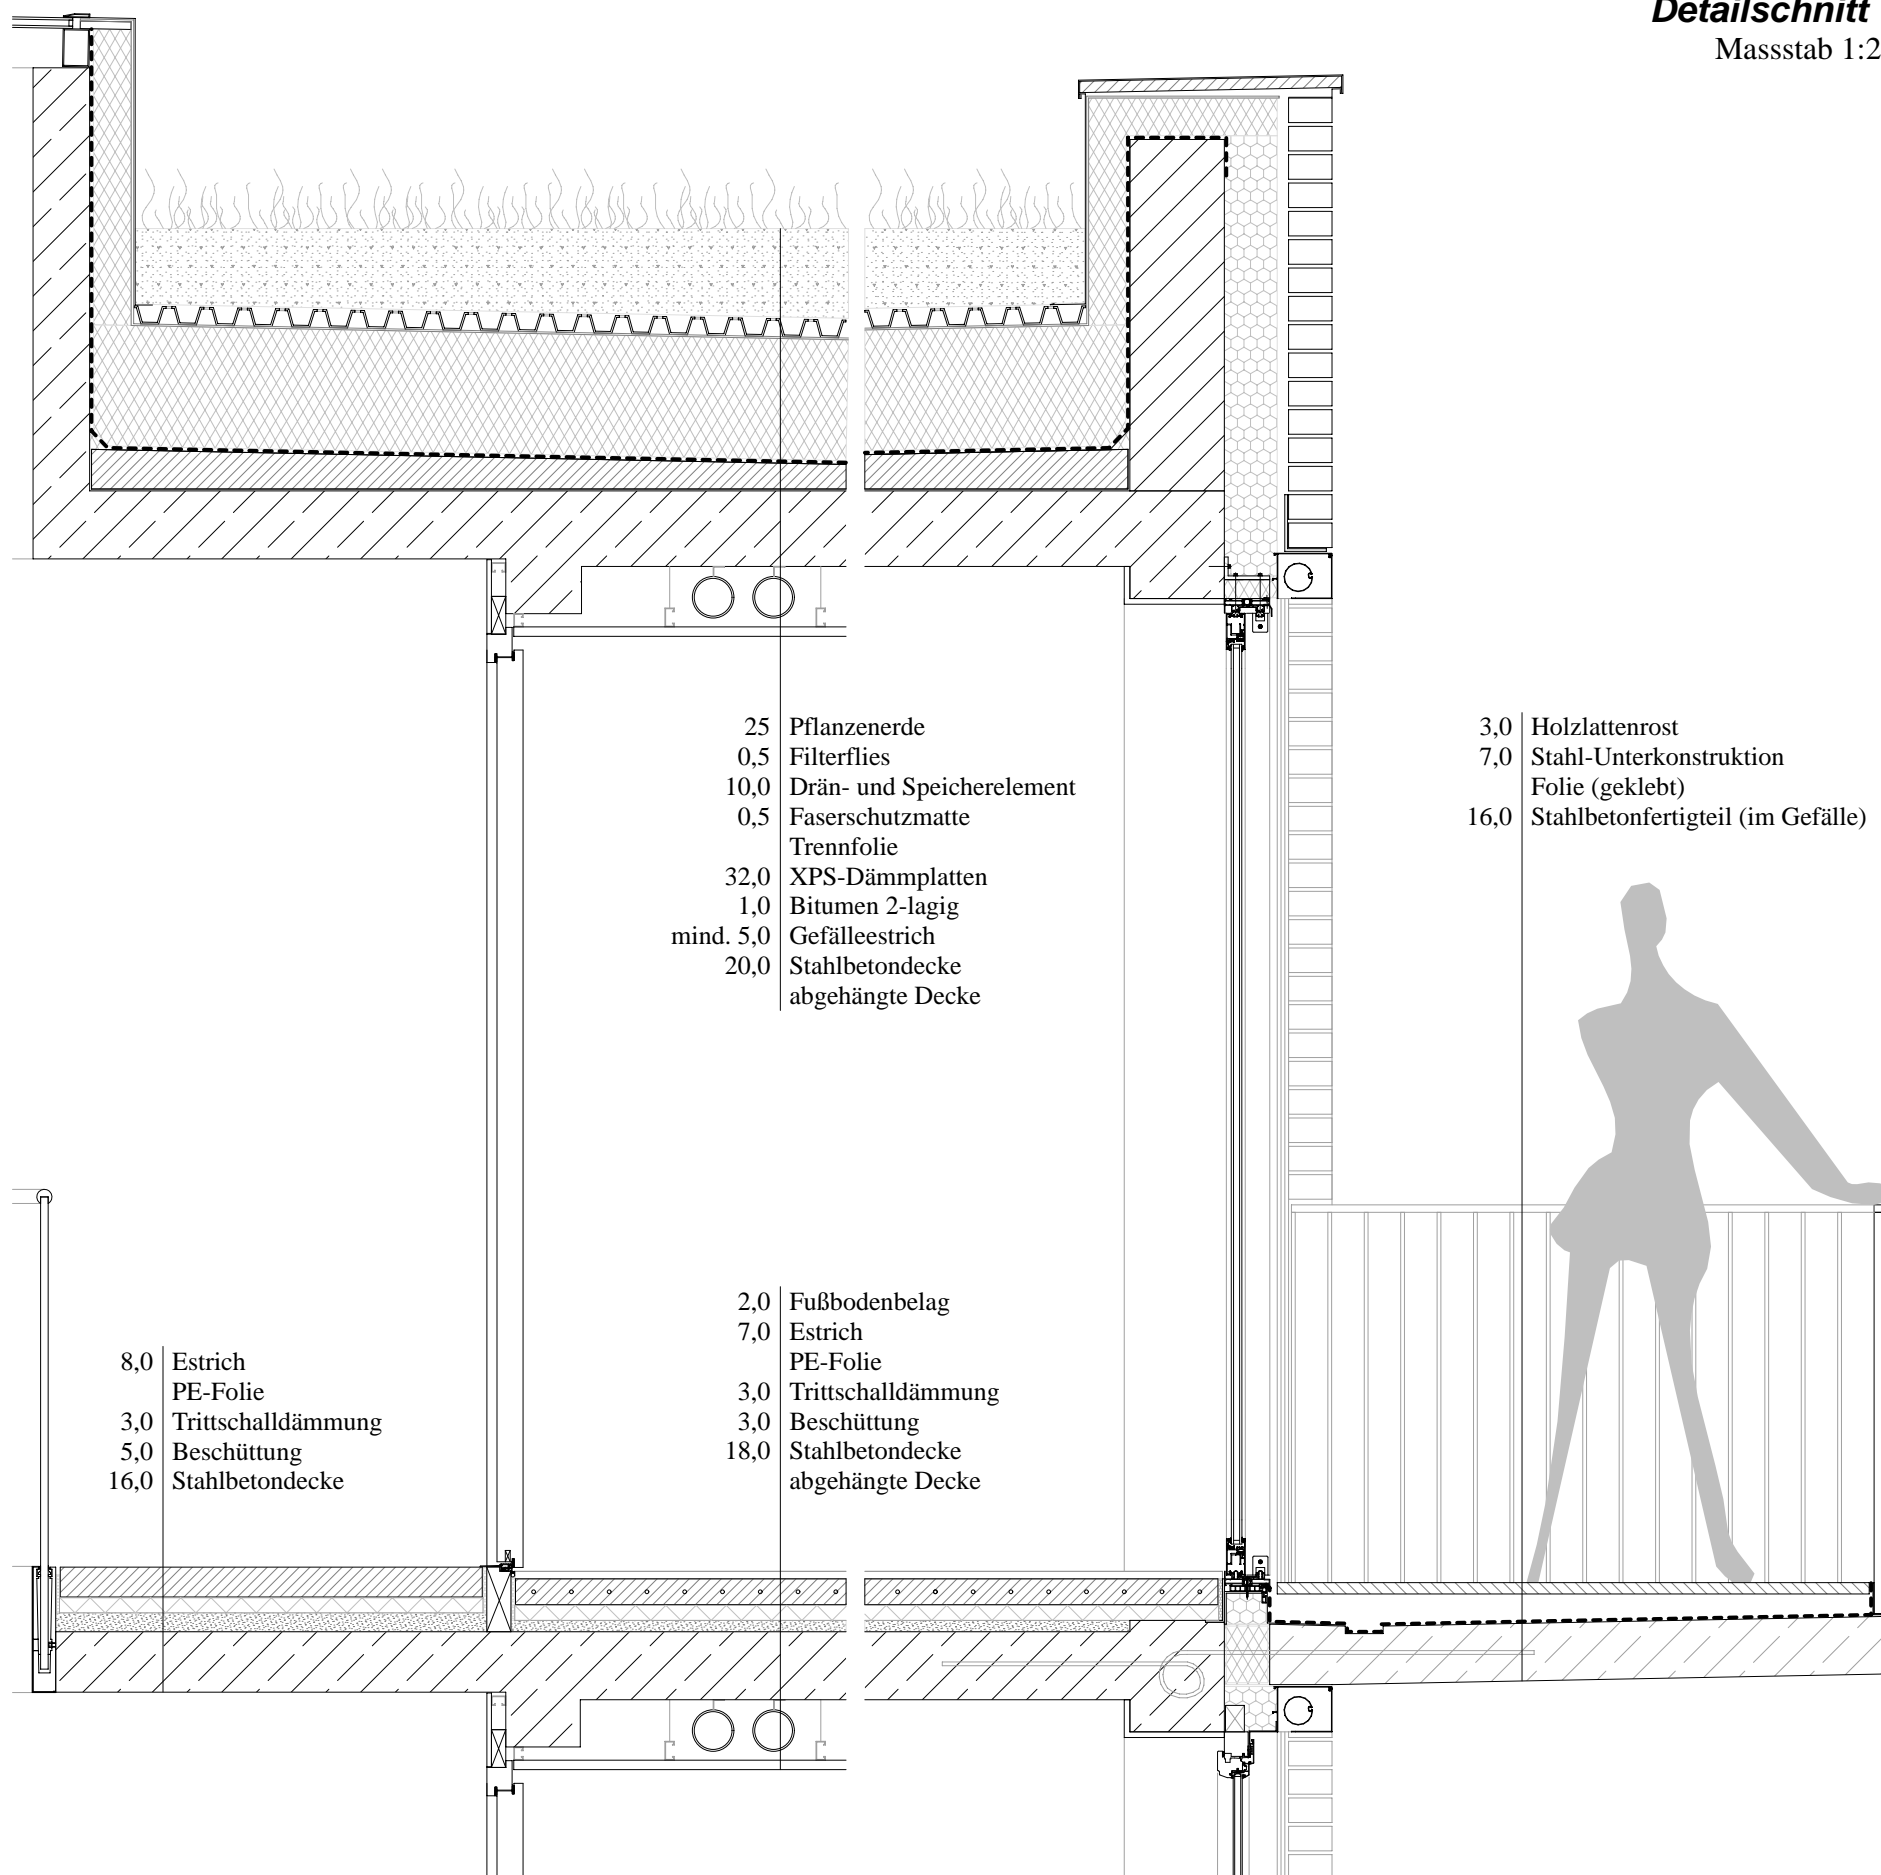 Detailschnitt
Massstab 1:2
25 Pflanzenerde
0,5 Filterflies
10,0 Drän- und Speicherelement
0,5 Faserschutzmatte
Trennfolie
32,0 XPS-Dämmplatten
1,0 Bitumen 2-lagig
mind. 5,0 Gefälleestrich
20,0 Stahlbetondecke
abgehängte Decke
3,0 Holzlattenrost
7,0 Stahl-Unterkonstruktion
Folie (geklebt)
16,0 Stahlbetonfertigteil (im Gefälle)
8,0 Estrich
PE-Folie
3,0 Trittschalldämmung
5,0 Beschüttung
16,0 Stahlbetondecke
2,0 Fußbodenbelag
7,0 Estrich
PE-Folie
3,0 Trittschalldämmung
3,0 Beschüttung
18,0 Stahlbetondecke
abgehängte Decke